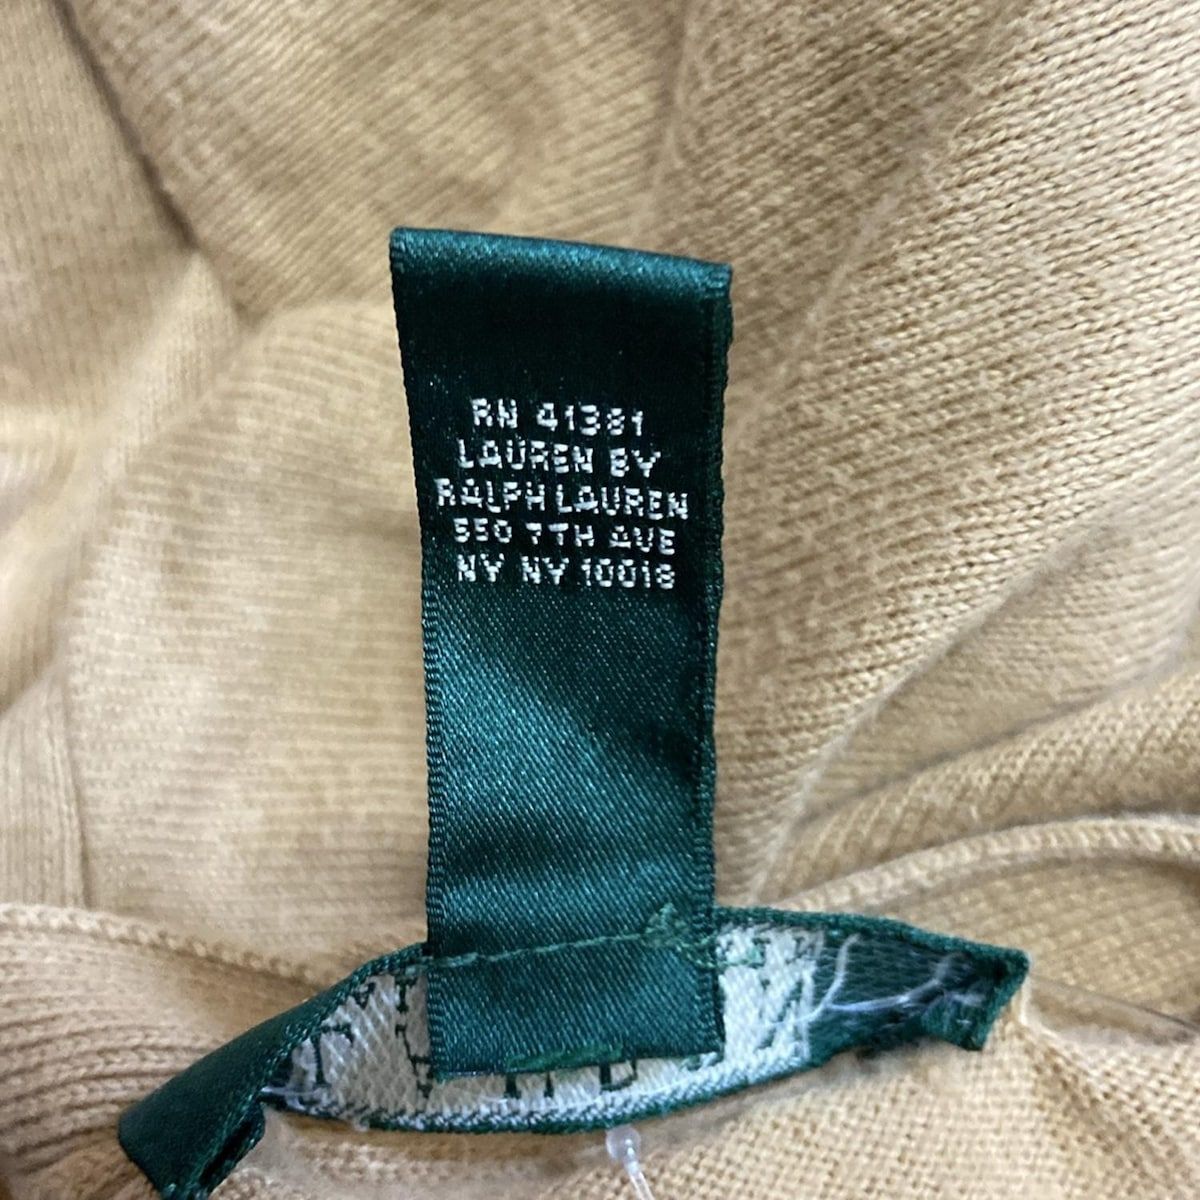 RN 41381
LAUREN BY
RALPH LAUREN
550 7TH AVE
NY NY 10018